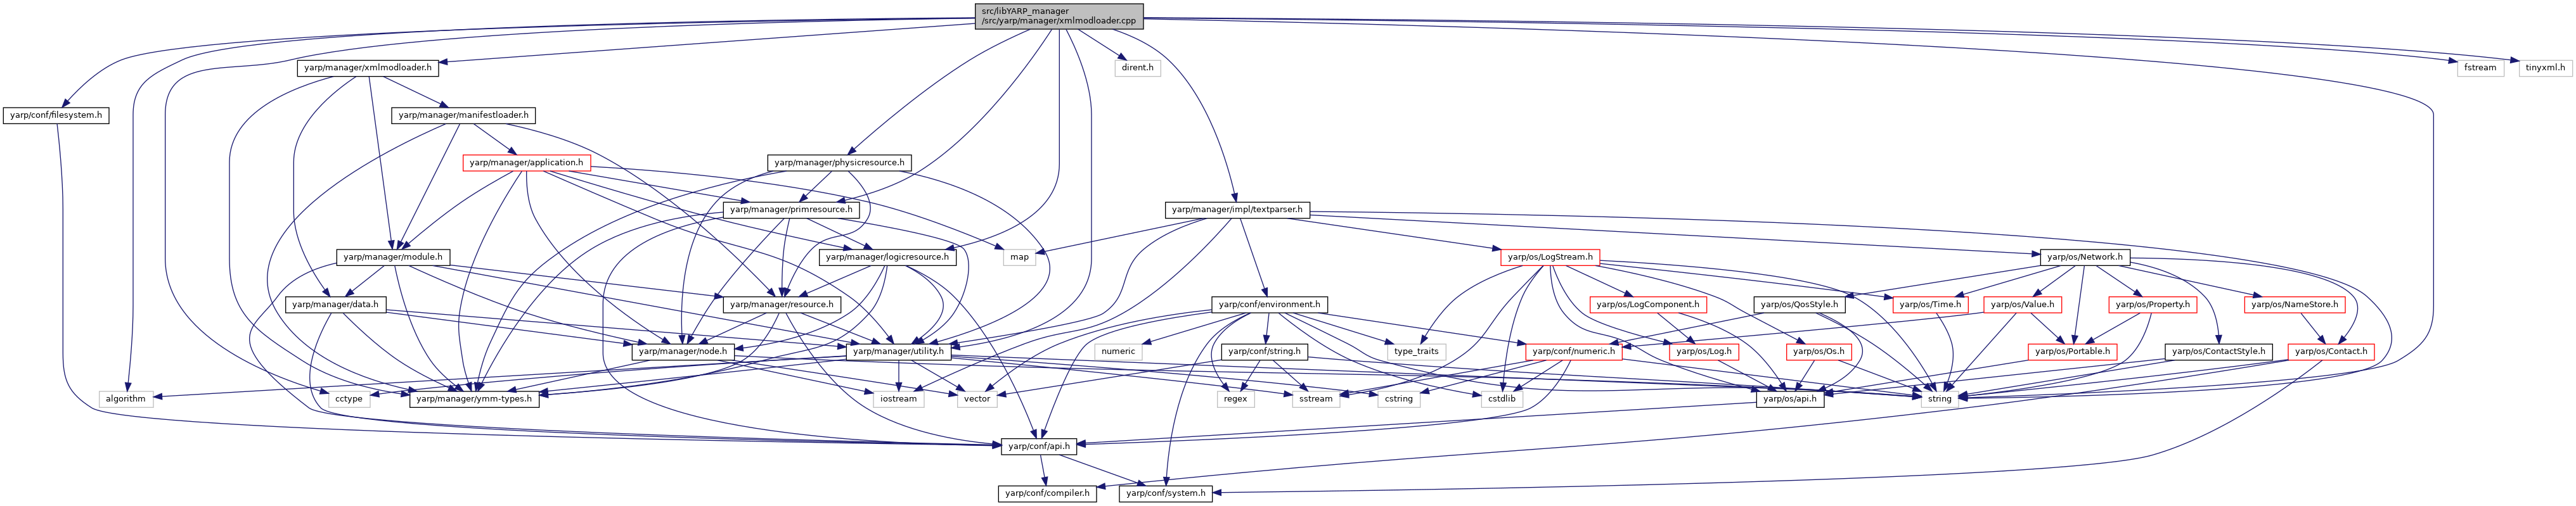 src/libYARP_manager
/src/yarp/manager/xmlmodloader.cpp
yarp/manager/xmlmodloader.h
dirent.h
fstream
tinyxml.h
yarp/conf/filesystem.h
yarp/manager/manifestloader.h
yarp/manager/application.h
yarp/manager/physicresource.h
yarp/manager/primresource.h
yarp/manager/impl/textparser.h
yarp/manager/module.h
yarp/manager/logicresource.h
map
yarp/os/LogStream.h
yarp/os/Network.h
yarp/manager/data.h
yarp/manager/resource.h
yarp/conf/environment.h
yarp/os/LogComponent.h
yarp/os/QosStyle.h
yarp/os/Time.h
yarp/os/Value.h
yarp/os/Property.h
yarp/os/NameStore.h
yarp/manager/node.h
yarp/manager/utility.h
numeric
yarp/conf/string.h
type_traits
yarp/conf/numeric.h
yarp/os/Log.h
yarp/os/Os.h
yarp/os/Portable.h
yarp/os/ContactStyle.h
yarp/os/Contact.h
algorithm
cctype
yarp/manager/ymm-types.h
iostream
vector
regex
sstream
cstring
cstdlib
yarp/os/api.h
string
yarp/conf/api.h
yarp/conf/compiler.h
yarp/conf/system.h